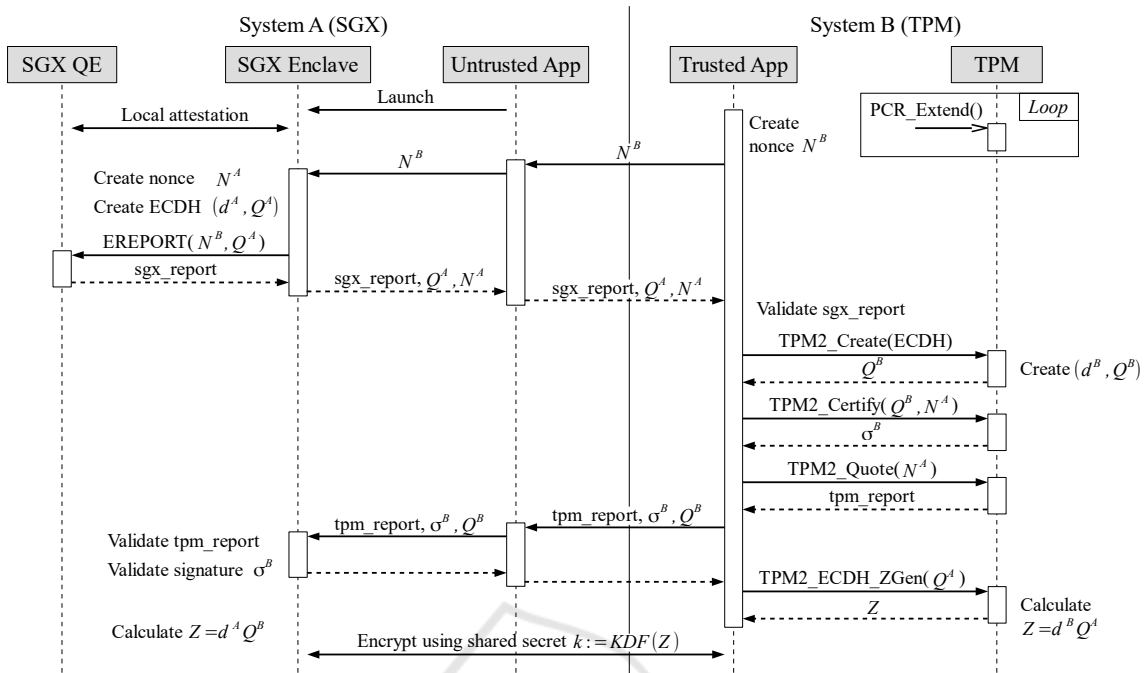 System A (SGX)
System B (TPM)
SGX QE
SGX Enclave
Untrusted App
Trusted App
TPM
Launch
Local attestation
PCR_Extend()
Loop
Create
nonce N^B
N^B
N^B
Create nonce N^A
Create ECDH (d^A, Q^A)
EREPORT(N^B, Q^A)
sgx_report
sgx_report, Q^A, N^A
sgx_report, Q^A, N^A
Validate sgx_report
TPM2_Create(ECDH)
Q^B
Create (d^B, Q^B)
TPM2_Certify(Q^B, N^A)
σ^B
TPM2_Quote(N^A)
tpm_report
tpm_report, σ^B, Q^B
tpm_report, σ^B, Q^B
Validate tpm_report
Validate signature σ^B
TPM2_ECDH_ZGen(Q^A)
Z
Calculate
Z=d^B Q^A
Calculate Z=d^A Q^B
Encrypt using shared secret k:=KDF(Z)